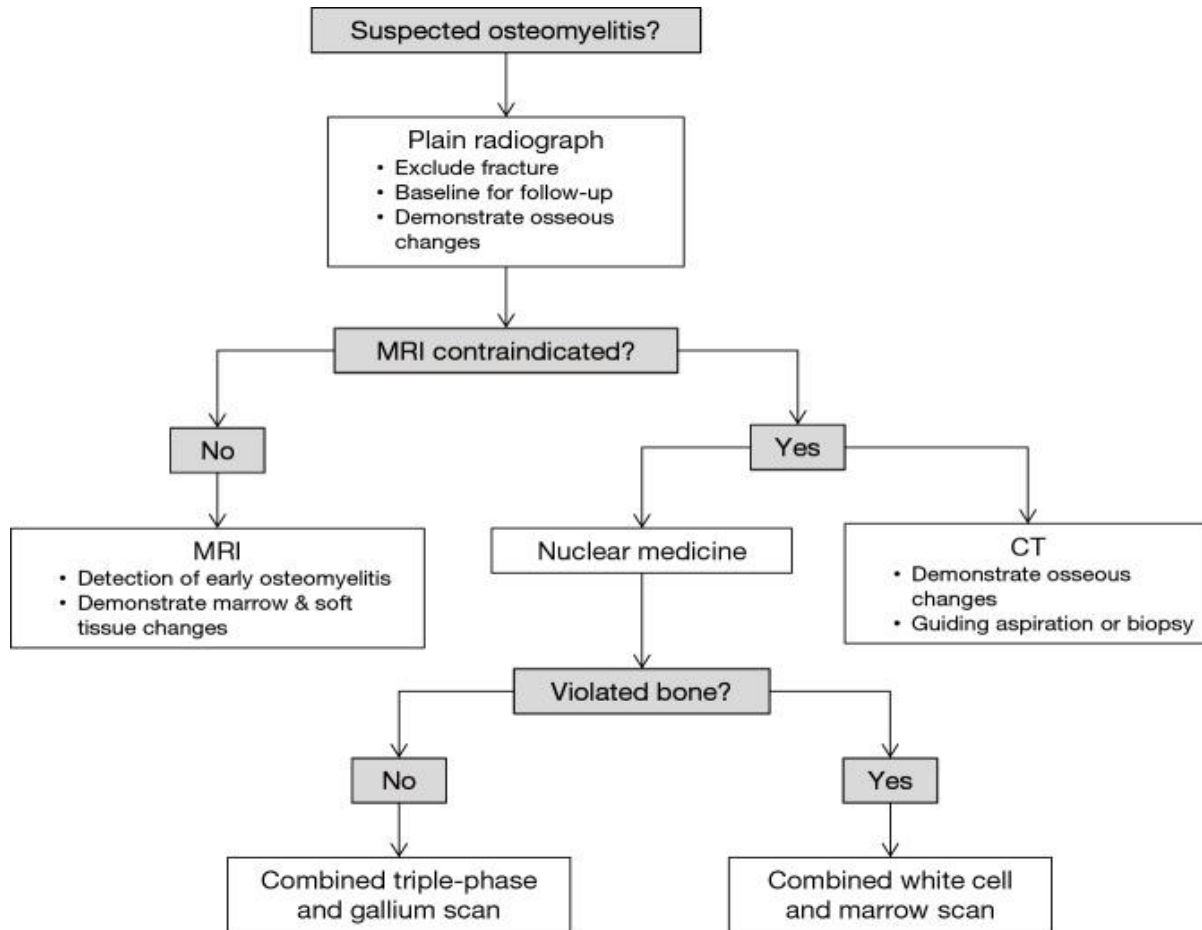 Suspected osteomyelitis?
Plain radiograph
• Exclude fracture
• Baseline for follow-up
• Demonstrate osseous
changes
MRI contraindicated?
No
Yes
MRI
• Detection of early osteomyelitis
• Demonstrate marrow & soft
tissue changes
Nuclear medicine
CT
• Demonstrate osseous
changes
• Guiding aspiration or biopsy
Violated bone?
No
Yes
Combined triple-phase
and gallium scan
Combined white cell
and marrow scan